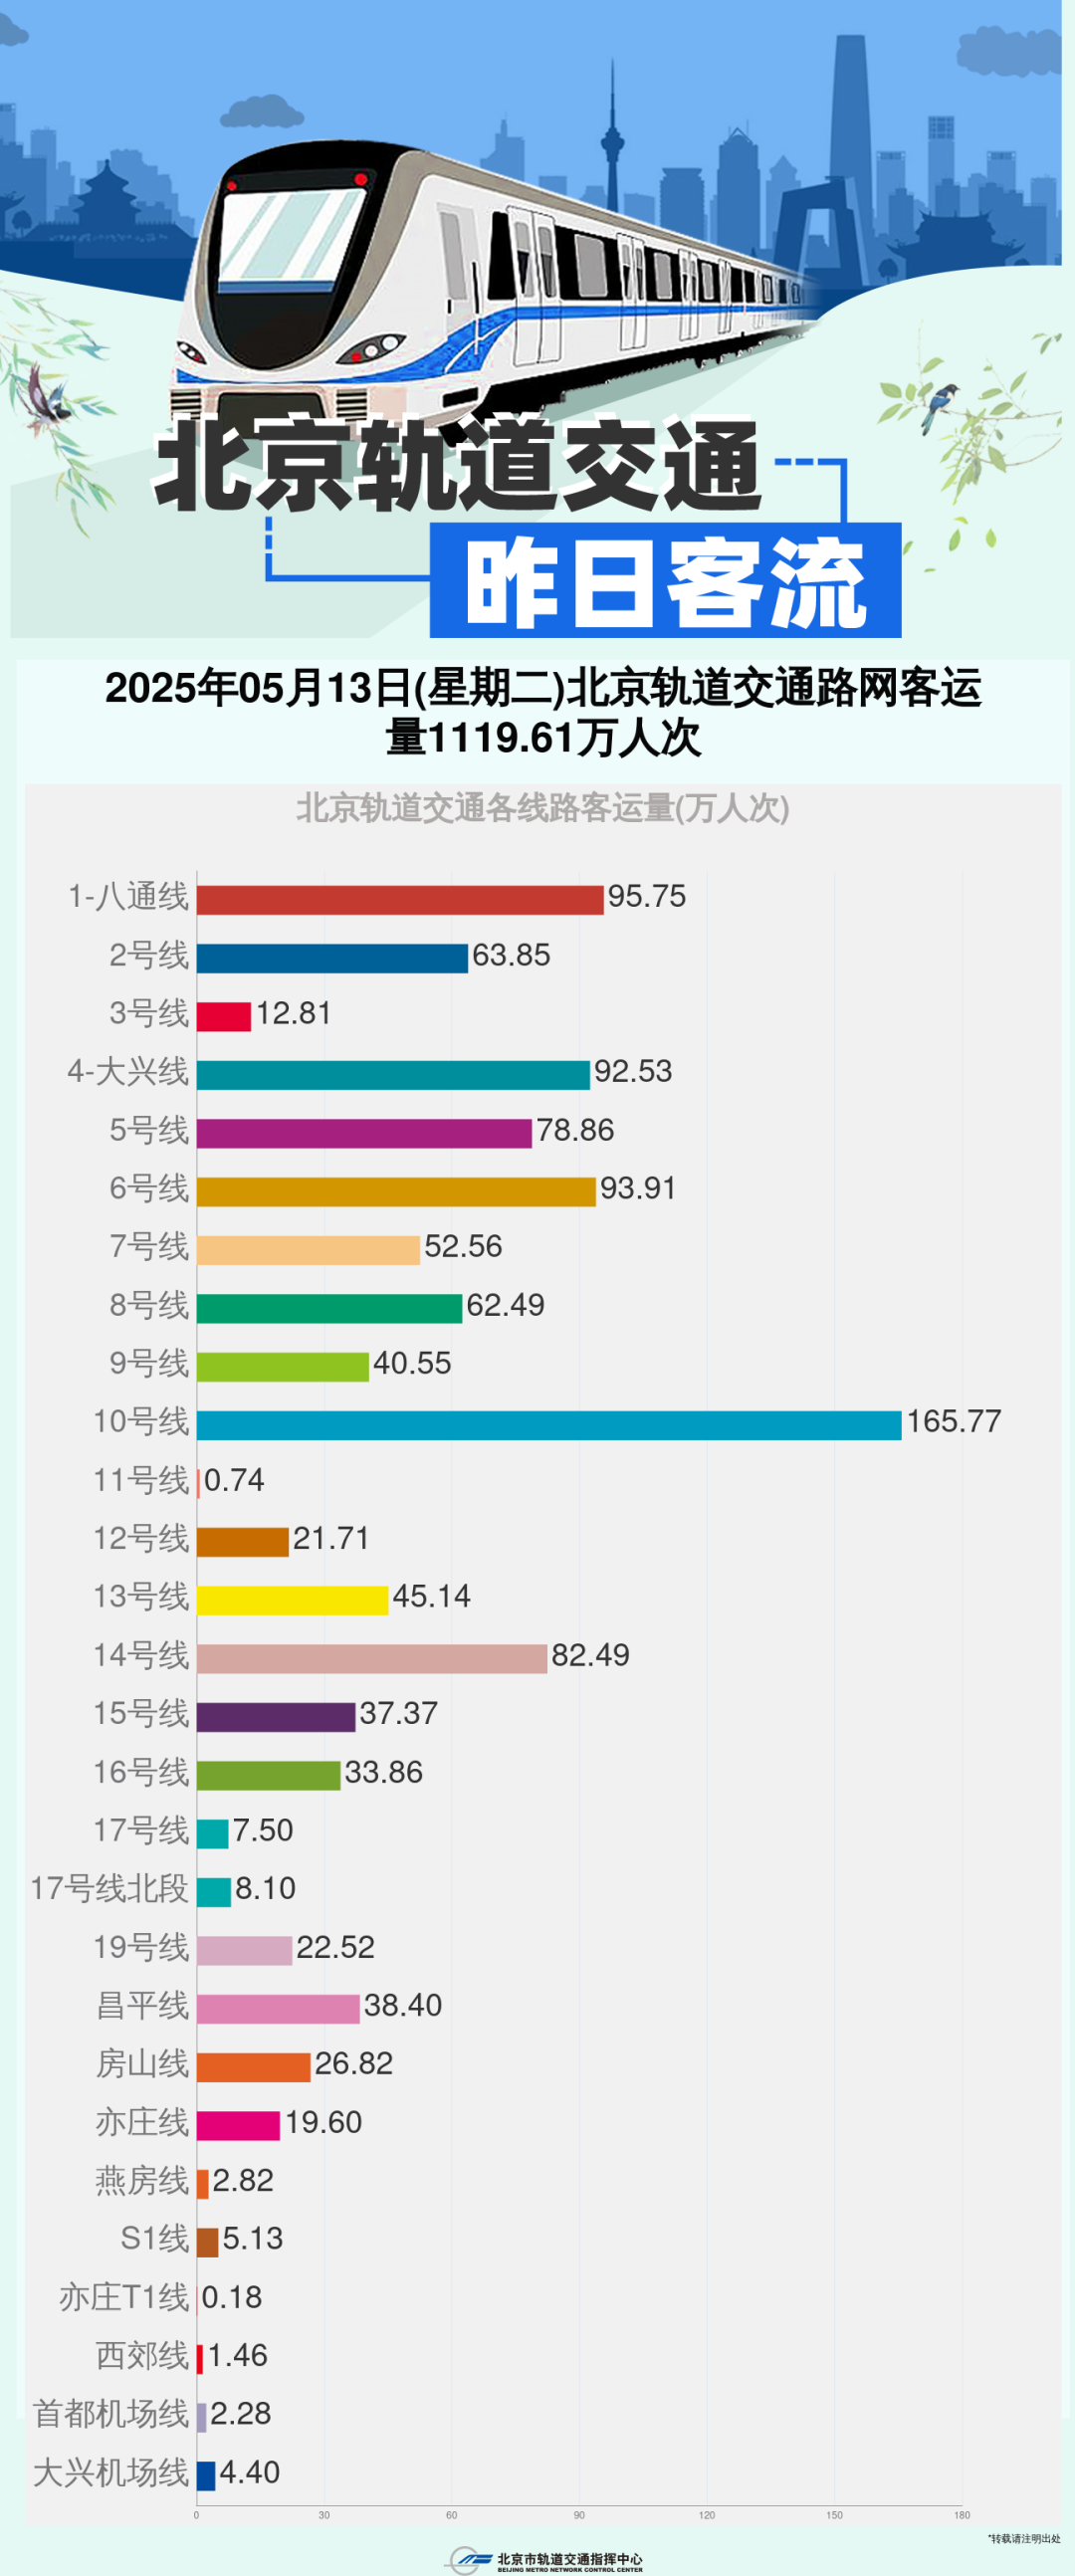 北京轨道交通
昨日客流
2025年05月13日(星期二)北京轨道交通路网客运
量1119.61万人次
北京轨道交通各线路客运量(万人次)
1-八通线 95.75
2号线 63.85
3号线 12.81
4-大兴线 92.53
5号线 78.86
6号线 93.91
7号线 52.56
8号线 62.49
9号线 40.55
10号线 165.77
11号线 0.74
12号线 21.71
13号线 45.14
14号线 82.49
15号线 37.37
16号线 33.86
17号线 7.50
17号线北段 8.10
19号线 22.52
昌平线 38.40
房山线 26.82
亦庄线 19.60
燕房线 2.82
S1线 5.13
亦庄T1线 0.18
西郊线 1.46
首都机场线 2.28
大兴机场线 4.40
0 30 60 90 120 150 180
*转载请注明出处
北京市轨道交通指挥中心
BEIJING METRO NETWORK CONTROL CENTER